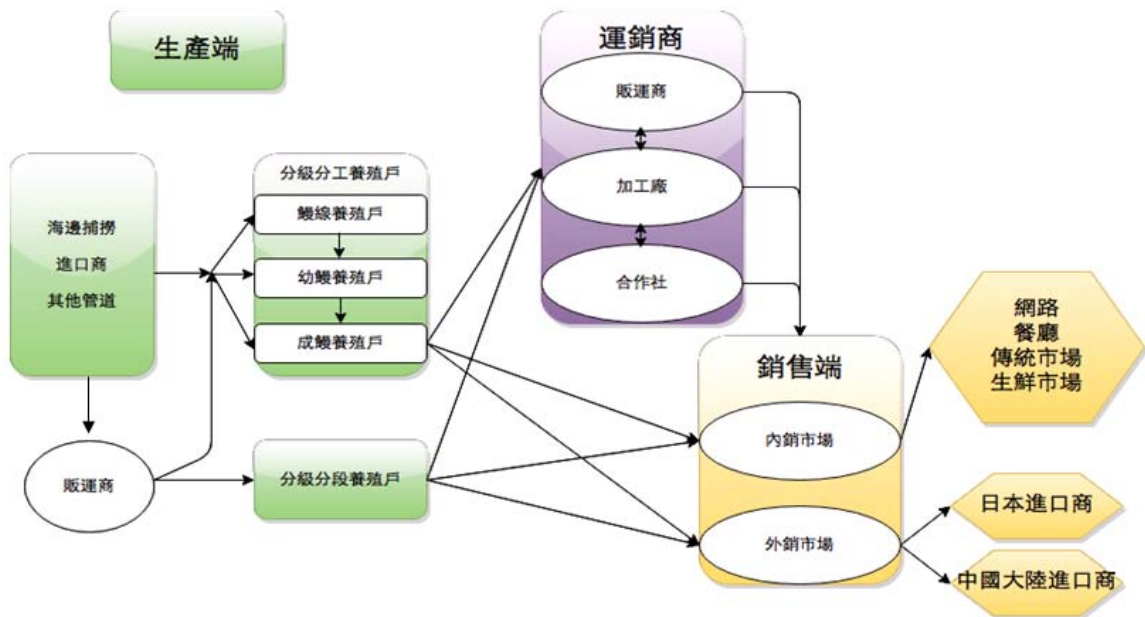 生產端
海邊捕撈
進口商
其他管道
販運商
分級分工養殖戶
鰻線養殖戶
幼鰻養殖戶
成鰻養殖戶
分級分段養殖戶
運銷商
販運商
加工廠
合作社
銷售端
內銷市場
外銷市場
網路
餐廳
傳統市場
生鮮市場
日本進口商
中國大陸進口商